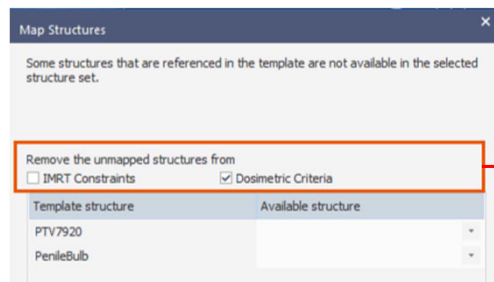 Map Structures
Some structures that are referenced in the template are not available in the selected
structure set.
Remove the unmapped structures from
IMRT Constraints Dosimetric Criteria
Template structure Available structure
PTV7920
PenileBulb